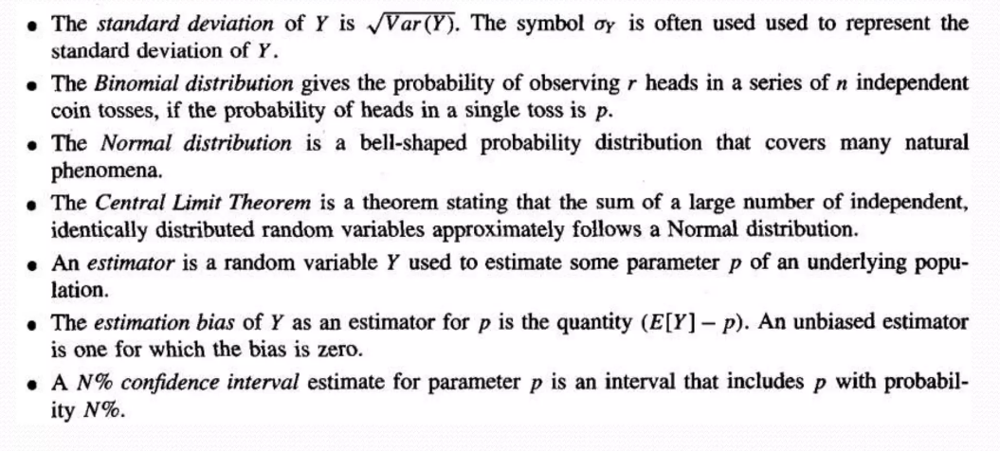 • The standard deviation of Y is √Var(Y). The symbol σY is often used used to represent the
standard deviation of Y.
• The Binomial distribution gives the probability of observing r heads in a series of n independent
coin tosses, if the probability of heads in a single toss is p.
• The Normal distribution is a bell-shaped probability distribution that covers many natural
phenomena.
• The Central Limit Theorem is a theorem stating that the sum of a large number of independent,
identically distributed random variables approximately follows a Normal distribution.
• An estimator is a random variable Y used to estimate some parameter p of an underlying popu-
lation.
• The estimation bias of Y as an estimator for p is the quantity (E[Y] – p). An unbiased estimator
is one for which the bias is zero.
• A N% confidence interval estimate for parameter p is an interval that includes p with probabil-
ity N%.